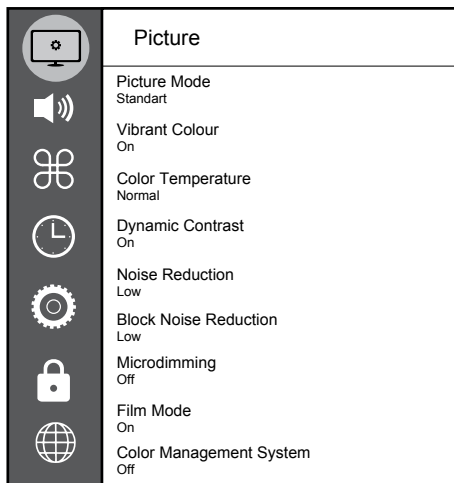 Picture
Picture Mode
Standart
Vibrant Colour
On
Color Temperature
Normal
Dynamic Contrast
On
Noise Reduction
Low
Block Noise Reduction
Low
Microdimming
Off
Film Mode
On
Color Management System
Off